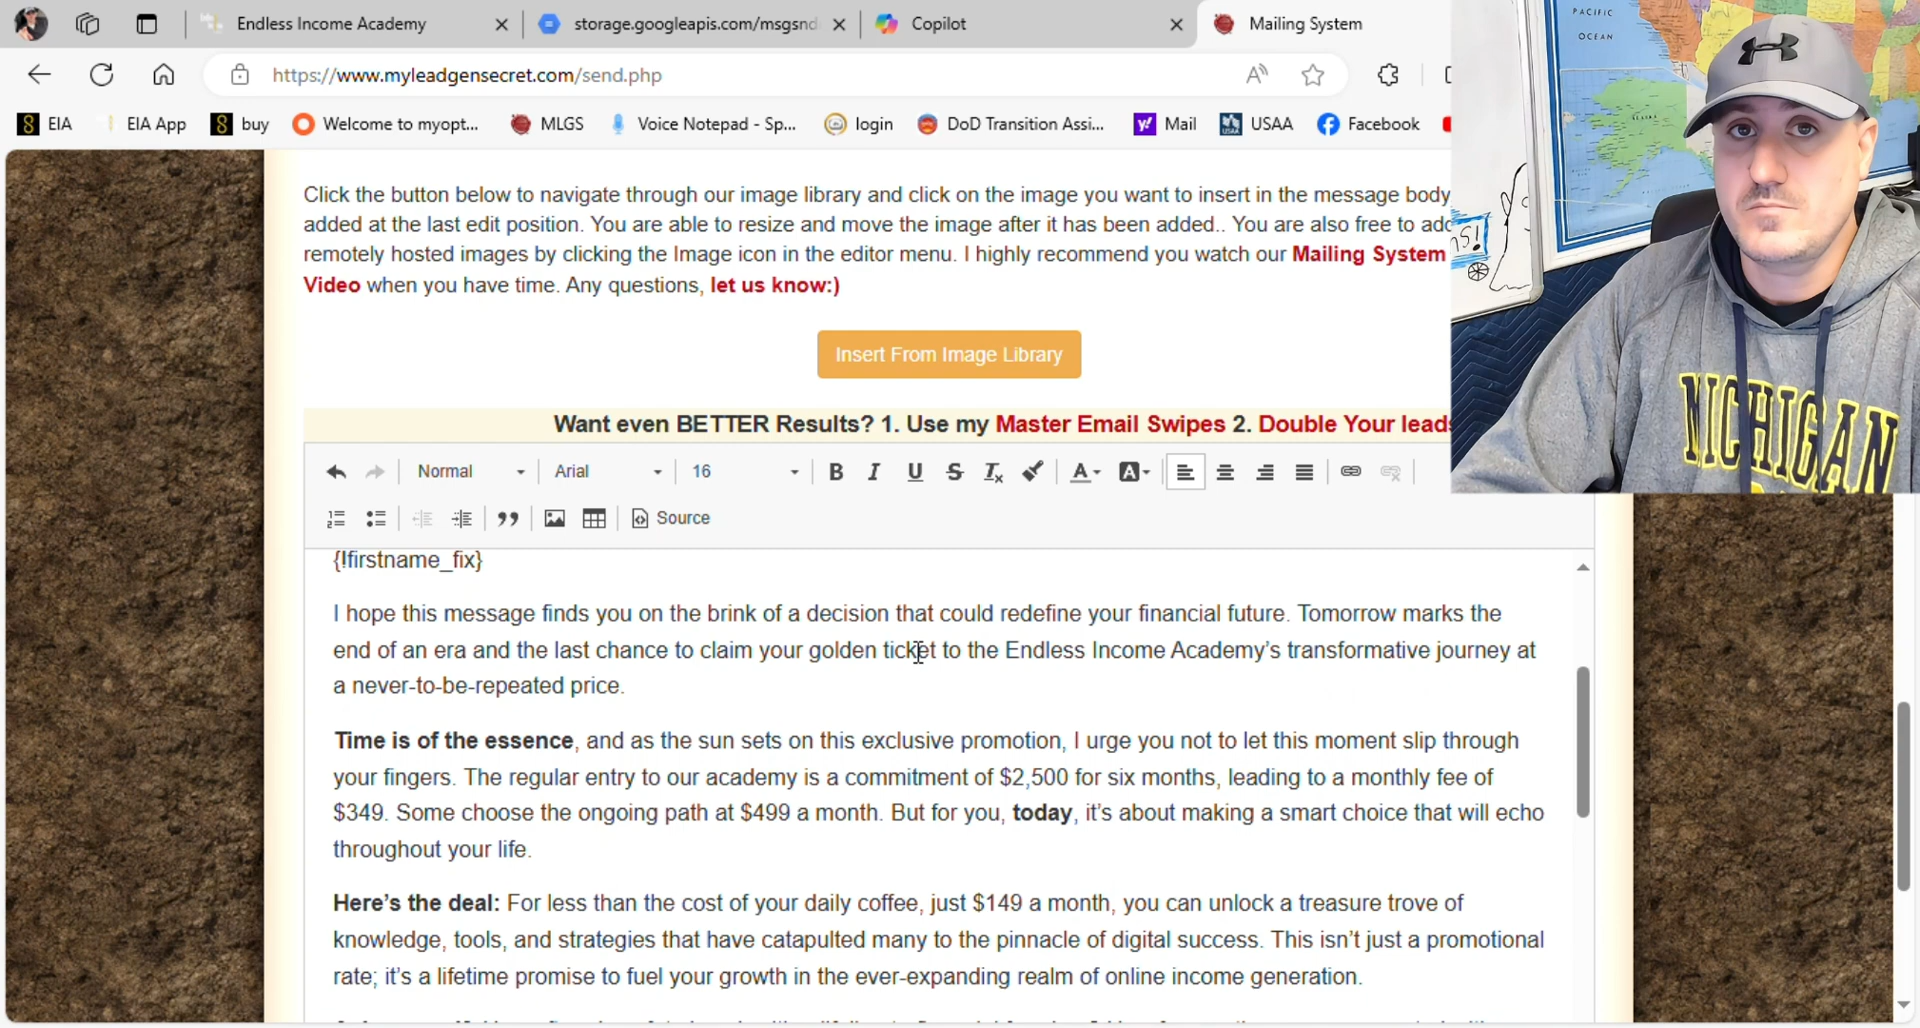 Endless Income Academy
storage.googleapis.com/msgsnd
Copilot
Mailing System
https://www.myleadgensecret.com/send.php
EIA
EIA App
buy
Welcome to myopt...
MLGS
Voice Notepad - Sp...
login
DoD Transition Assi...
Mail
USAA
Facebook
PACIFIC
OCEAN
Click the button below to navigate through our image library and click on the image you want to insert in the message body
added at the last edit position. You are able to resize and move the image after it has been added.. You are also free to add
remotely hosted images by clicking the Image icon in the editor menu. I highly recommend you watch our Mailing System
Video when you have time. Any questions, let us know:)
Insert From Image Library
Want even BETTER Results? 1. Use my Master Email Swipes 2. Double Your leads
MICHIGAN
Normal
Arial
16
Source
{!firstname_fix}
I hope this message finds you on the brink of a decision that could redefine your financial future. Tomorrow marks the
end of an era and the last chance to claim your golden ticket to the Endless Income Academy’s transformative journey at
a never-to-be-repeated price.
Time is of the essence, and as the sun sets on this exclusive promotion, I urge you not to let this moment slip through
your fingers. The regular entry to our academy is a commitment of $2,500 for six months, leading to a monthly fee of
$349. Some choose the ongoing path at $499 a month. But for you, today, it’s about making a smart choice that will echo
throughout your life.
Here’s the deal: For less than the cost of your daily coffee, just $149 a month, you can unlock a treasure trove of
knowledge, tools, and strategies that have catapulted many to the pinnacle of digital success. This isn’t just a promotional
rate; it’s a lifetime promise to fuel your growth in the ever-expanding realm of online income generation.